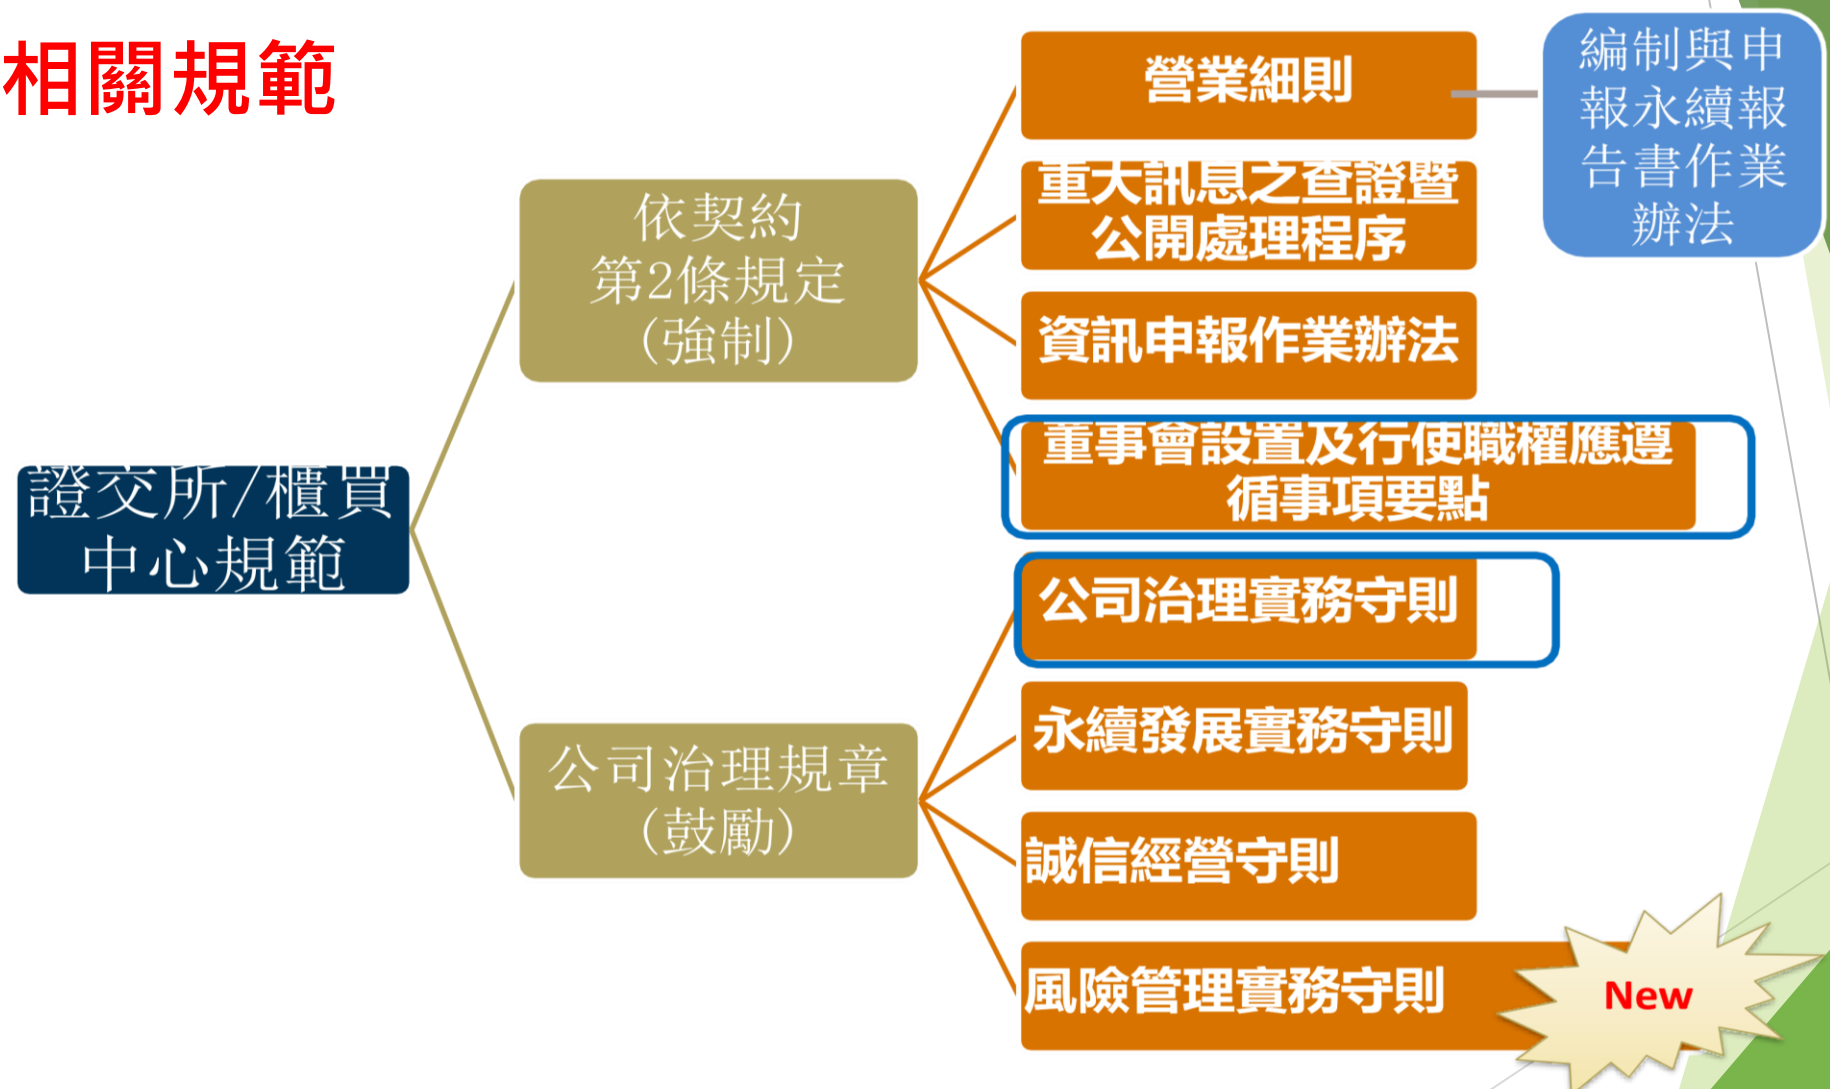 相關規範
證交所/櫃買
中心規範
依契約
第2條規定
(強制)
營業細則
編制與申
報永續報
告書作業
辦法
重大訊息之查證暨
公開處理程序
資訊申報作業辦法
董事會設置及行使職權應遵
循事項要點
公司治理規章
(鼓勵)
公司治理實務守則
永續發展實務守則
誠信經營守則
風險管理實務守則
New